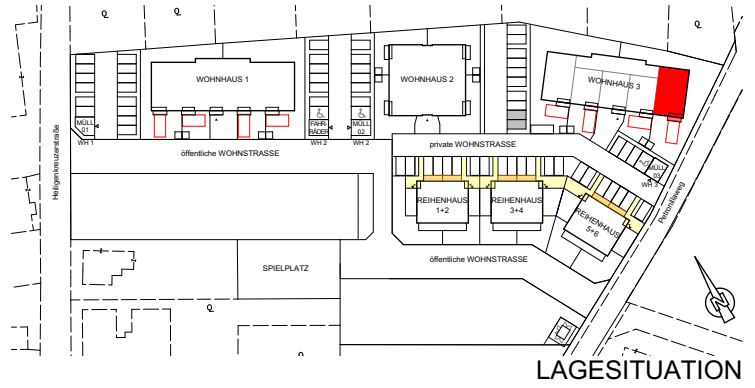 WOHNHAUS 1
WOHNHAUS 2
WOHNHAUS 3
MÜLL
01
WH 1
FAHR-
RÄDER
WH 2
MÜLL
02
WH 2
MÜLL
03
WH 3
Heiligenkreuzerstraße
öffentliche WOHNSTRASSE
private WOHNSTRASSE
Petronillaweg
REIHENHAUS
1+2
REIHENHAUS
3+4
REIHENHAUS
5+6
öffentliche WOHNSTRASSE
SPIELPLATZ
LAGESITUATION